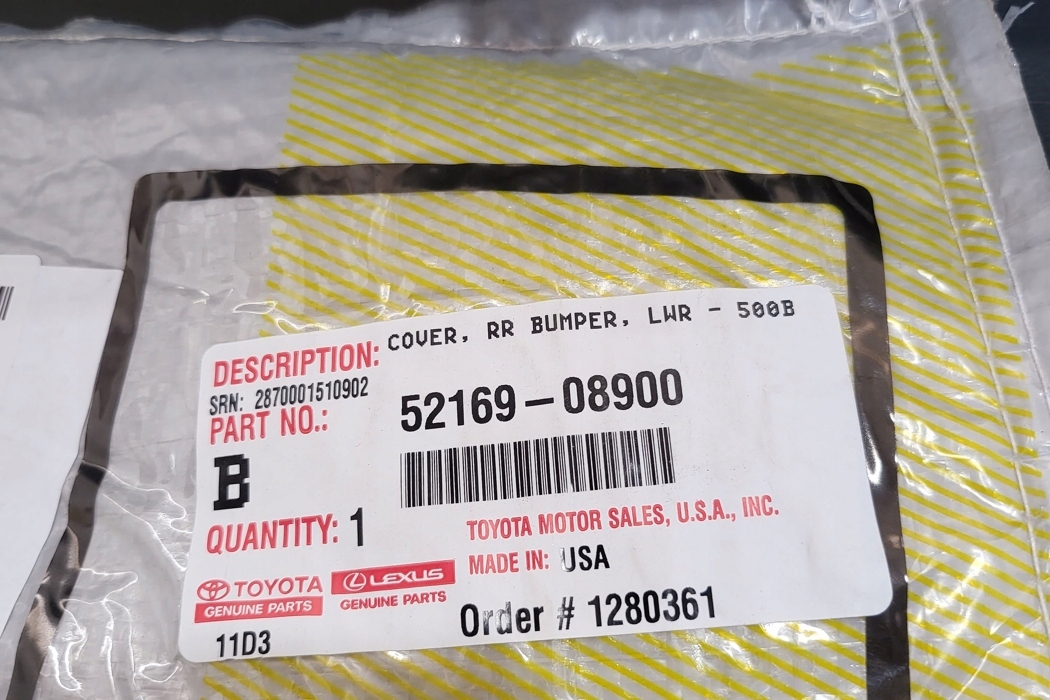 DESCRIPTION: COVER, RR BUMPER, LWR - 500B
SRN: 2870001510902
PART NO.: 52169-08900
B
QUANTITY: 1
TOYOTA MOTOR SALES, U.S.A., INC.
MADE IN: USA
TOYOTA
GENUINE PARTS
LEXUS
GENUINE PARTS
Order # 1280361
11D3